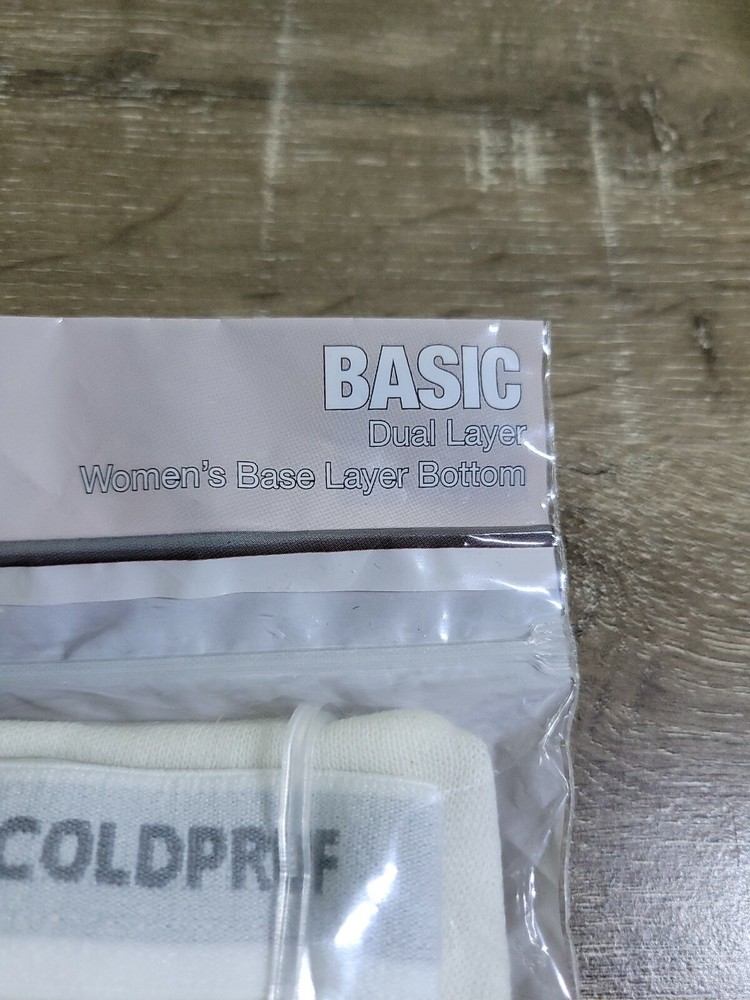 BASIC
Dual Layer
Women's Base Layer Bottom